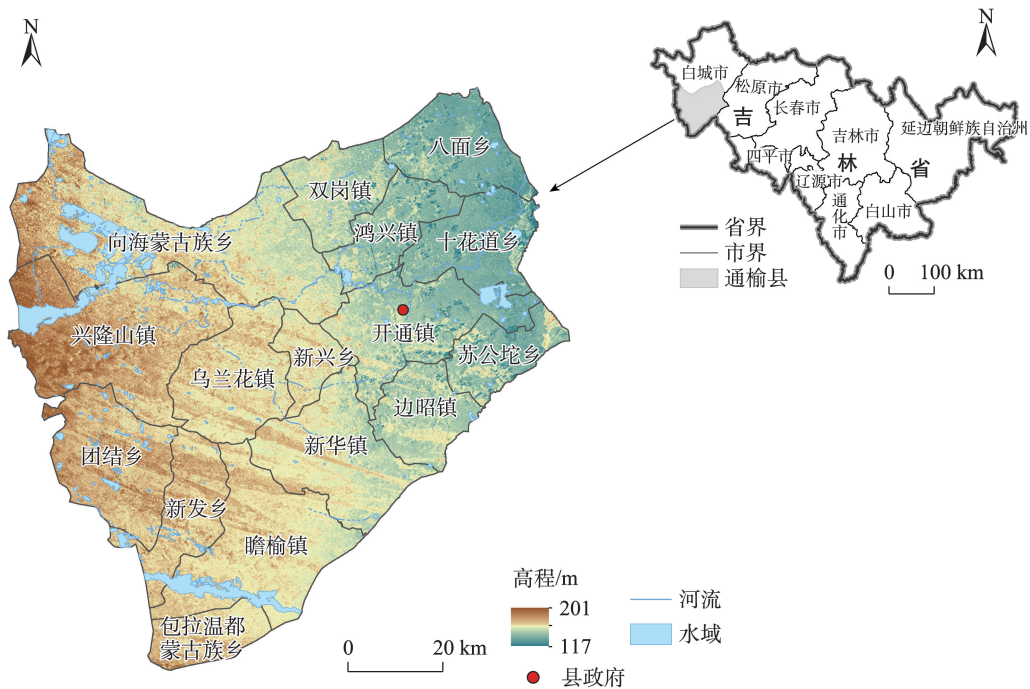 N
八面乡
双岗镇
鸿兴镇
十花道乡
向海蒙古族乡
兴隆山镇
开通镇
新兴乡
苏公坨乡
乌兰花镇
边昭镇
新华镇
团结乡
新发乡
瞻榆镇
包拉温都
蒙古族乡
0 20 km
高程/m
201
117
县政府
河流
水域
N
白城市
松原市
长春市
吉林市
延边朝鲜族自治州
四平市
辽源市
通化市
白山市
吉林省
省界
市界
通榆县
0 100 km